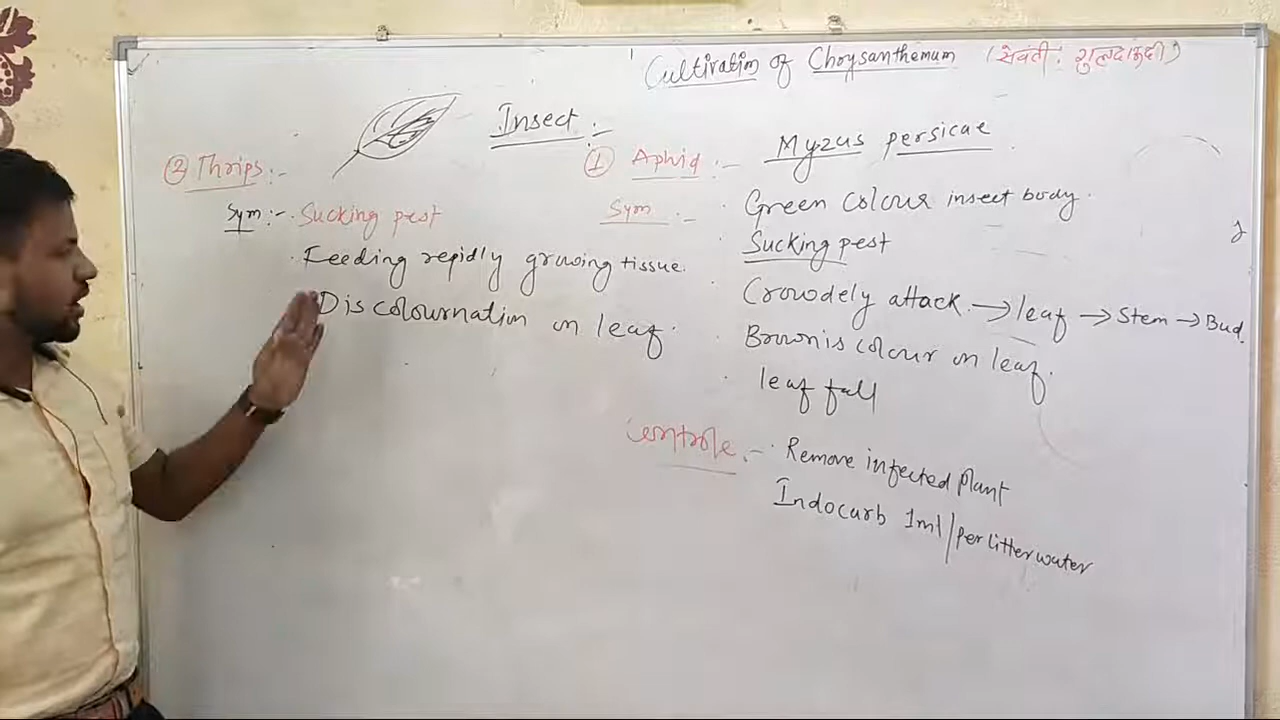 Cultivation of Chorysanthemum (सेवंती: गुलदाऊदी)
Insect :-
① Aphid :- Myzus persicae
Sym :- · Green colour insect body.
· Sucking pest
· Crowdely attack. → leaf → Stem → Bud.
· Brownis colour on leaf.
· leaf fall
Controle :- · Remove infected plant
Indocarb 1ml/per litter water
② Thrips :-
Sym :- · Sucking pest
· Feeding repidly growing tissue.
Discolournation on leaf.